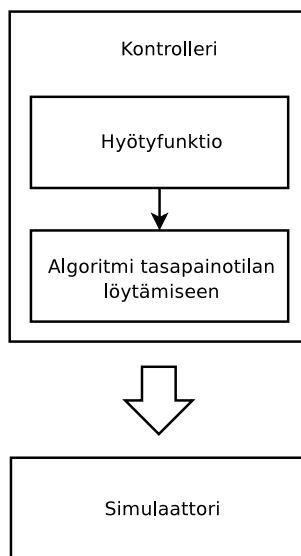 Kontrolleri
Hyötyfunktio
Algoritmi tasapainotilan
löytämiseen
Simulaattori